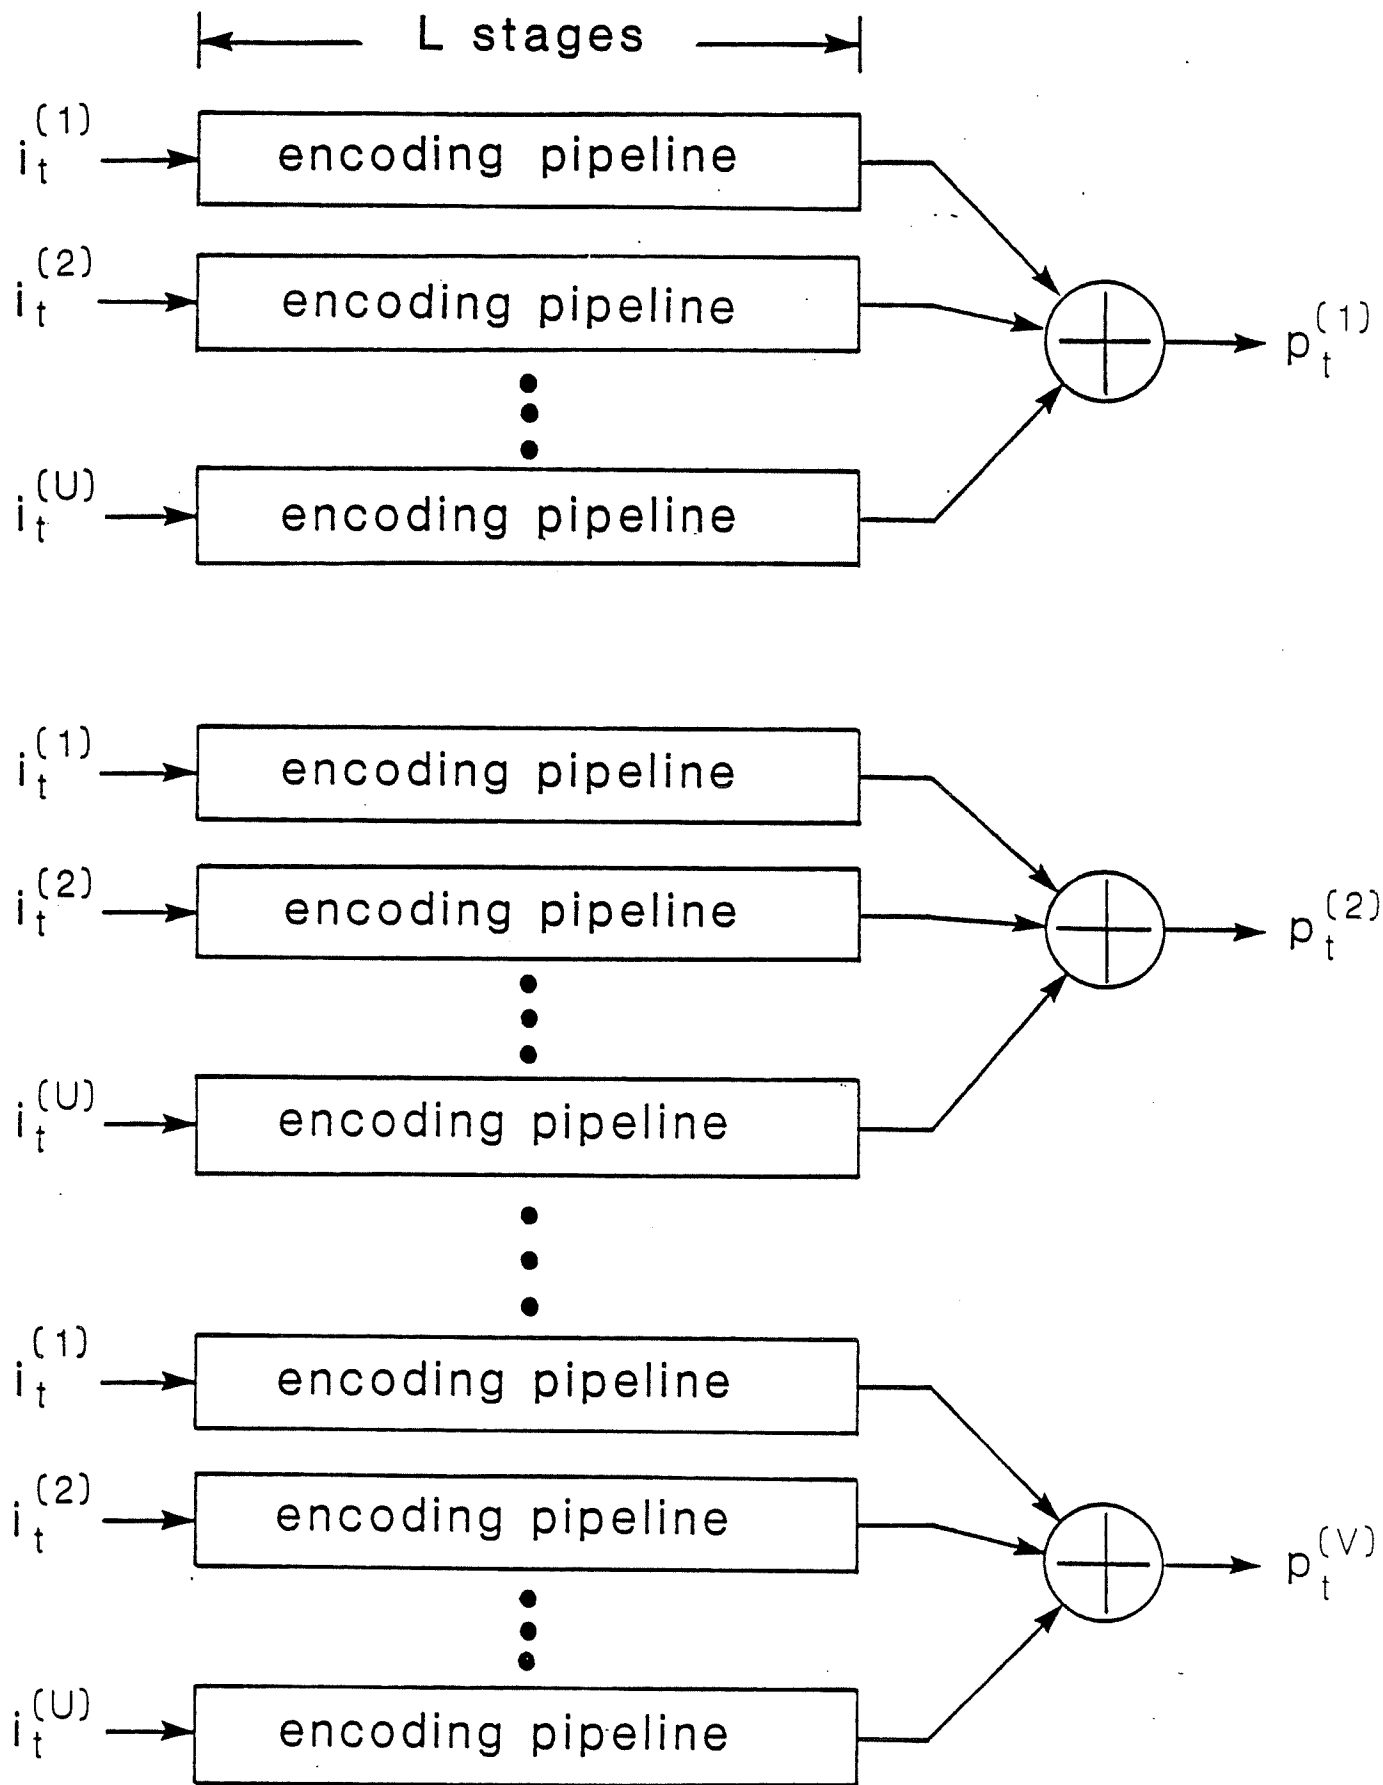 L stages
i_t^(1) encoding pipeline
i_t^(2) encoding pipeline
p_t^(1)
i_t^(U) encoding pipeline
i_t^(1) encoding pipeline
i_t^(2) encoding pipeline
p_t^(2)
i_t^(U) encoding pipeline
i_t^(1) encoding pipeline
i_t^(2) encoding pipeline
p_t^(V)
i_t^(U) encoding pipeline